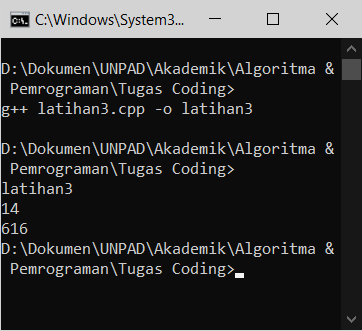 C:\Windows\System3...
D:\Dokumen\UNPAD\Akademik\Algoritma &
Pemrograman\Tugas Coding>
g++ latihan3.cpp -o latihan3
D:\Dokumen\UNPAD\Akademik\Algoritma &
Pemrograman\Tugas Coding>
latihan3
14
616
D:\Dokumen\UNPAD\Akademik\Algoritma &
Pemrograman\Tugas Coding>